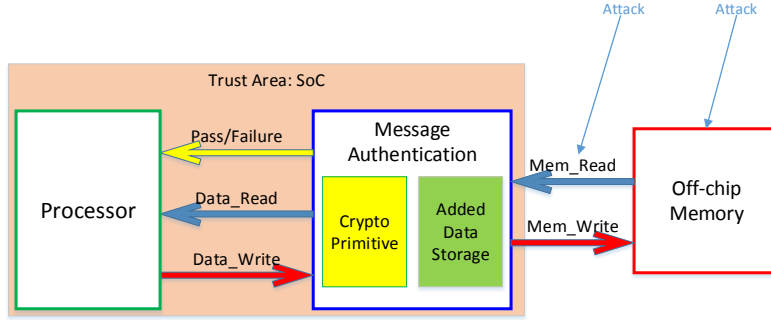 Attack
Attack
Trust Area: SoC
Processor
Pass/Failure
Data_Read
Data_Write
Message
Authentication
Crypto
Primitive
Added
Data
Storage
Mem_Read
Mem_Write
Off-chip
Memory